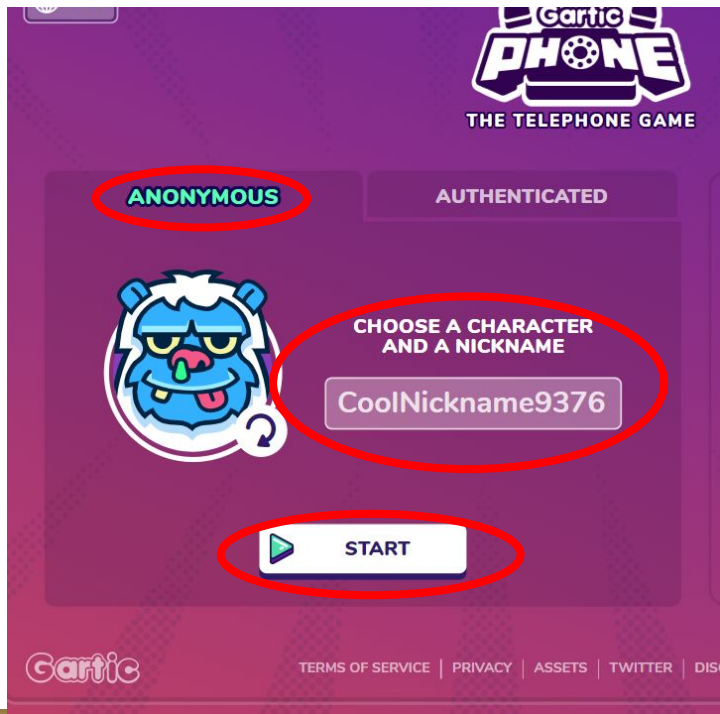 Gartic
PHONE
THE TELEPHONE GAME
ANONYMOUS
AUTHENTICATED
CHOOSE A CHARACTER
AND A NICKNAME
CoolNickname9376
START
Gartic
TERMS OF SERVICE | PRIVACY | ASSETS | TWITTER | DIS